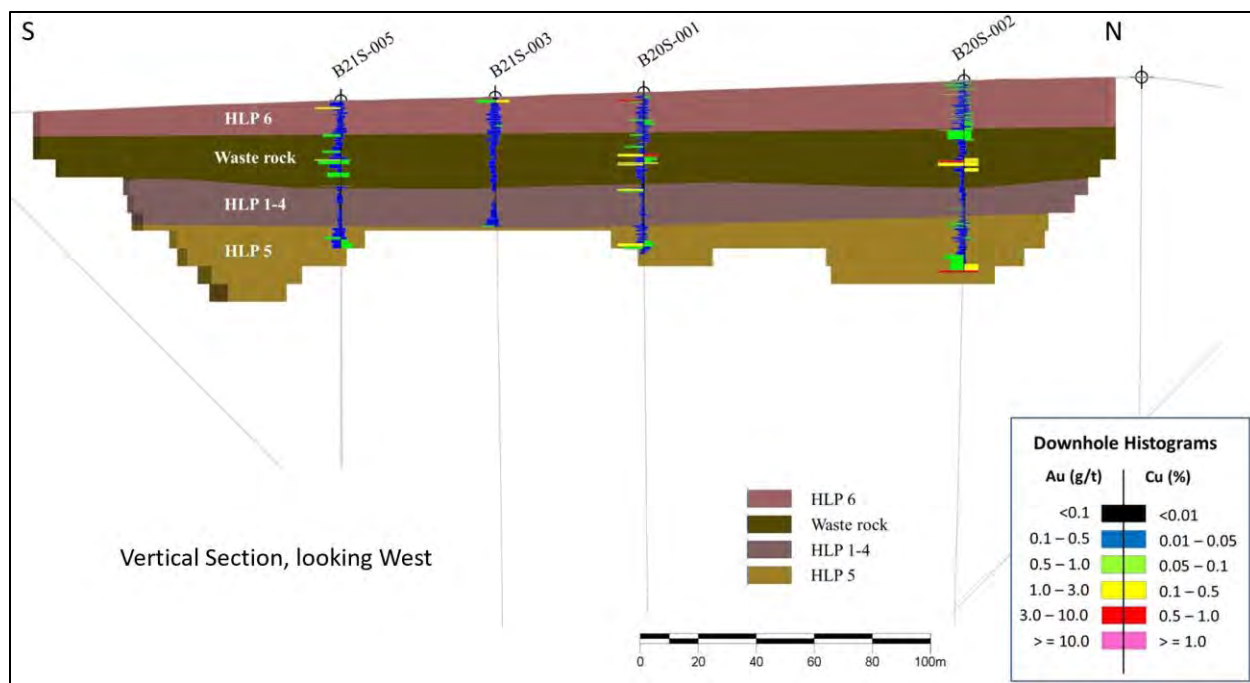 S
N
B21S-005
B21S-003
B20S-001
B20S-002
HLP 6
Waste rock
HLP 1-4
HLP 5
Vertical Section, looking West
HLP 6
Waste rock
HLP 1-4
HLP 5
0 20 40 60 80 100m
Downhole Histograms
Au (g/t) Cu (%)
<0.1 <0.01
0.1 – 0.5 0.01 – 0.05
0.5 – 1.0 0.05 – 0.1
1.0 – 3.0 0.1 – 0.5
3.0 – 10.0 0.5 – 1.0
> = 10.0 > = 1.0